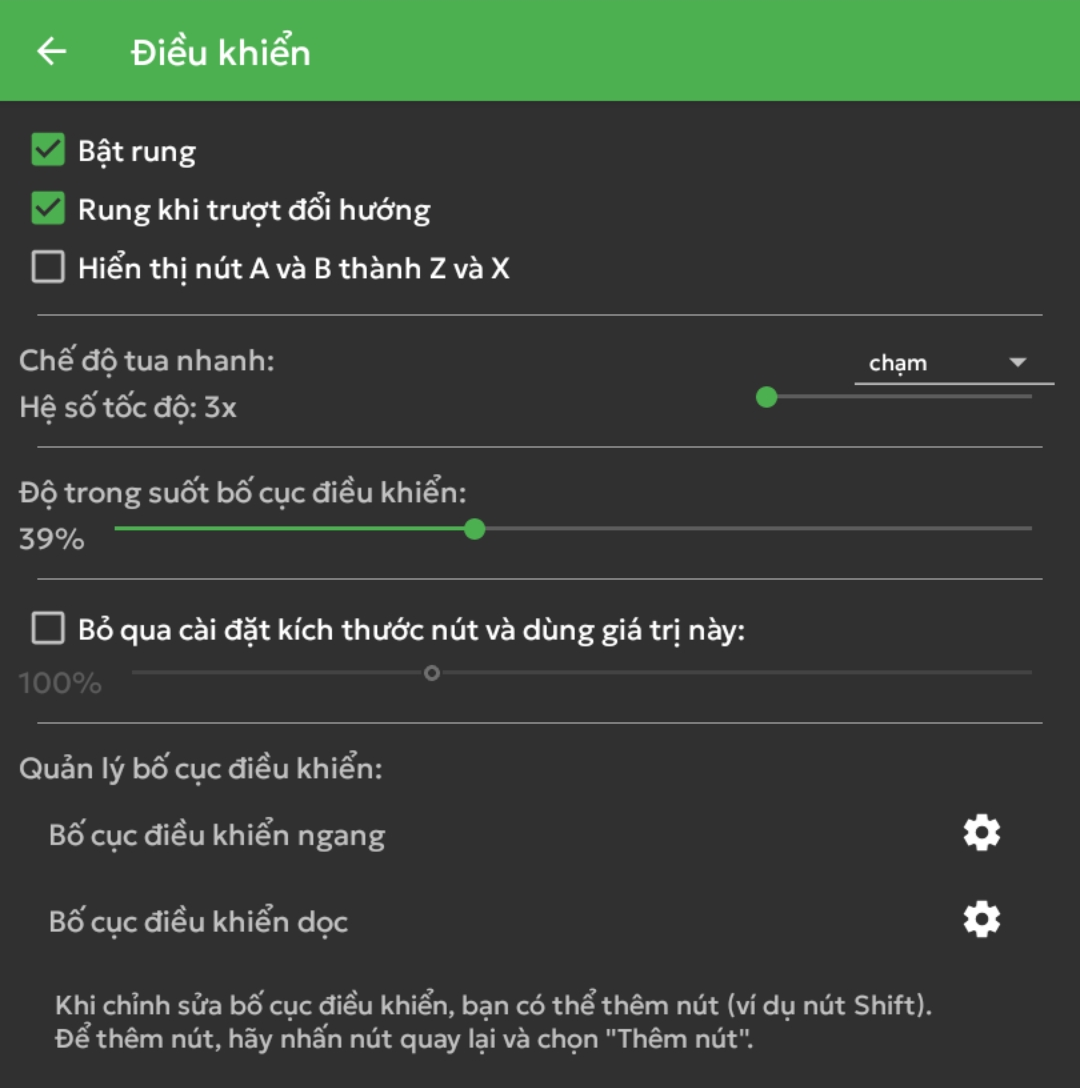 Điều khiển
Bật rung
Rung khi trượt đổi hướng
Hiển thị nút A và B thành Z và X
Chế độ tua nhanh:
chạm
Hệ số tốc độ: 3x
Độ trong suốt bố cục điều khiển:
39%
Bỏ qua cài đặt kích thước nút và dùng giá trị này:
100%
Quản lý bố cục điều khiển:
Bố cục điều khiển ngang
Bố cục điều khiển dọc
Khi chỉnh sửa bố cục điều khiển, bạn có thể thêm nút (ví dụ nút Shift).
Để thêm nút, hãy nhấn nút quay lại và chọn "Thêm nút".